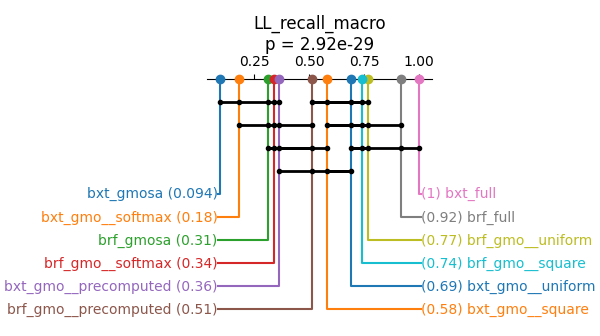 LL_recall_macro
p = 2.92e-29
0.25 0.50 0.75 1.00
bxt_gmosa (0.094) (1) bxt_full
bxt_gmo__softmax (0.18) (0.92) brf_full
brf_gmosa (0.31) (0.77) brf_gmo__uniform
brf_gmo__softmax (0.34) (0.74) brf_gmo__square
bxt_gmo__precomputed (0.36) (0.69) bxt_gmo__uniform
brf_gmo__precomputed (0.51) (0.58) bxt_gmo__square